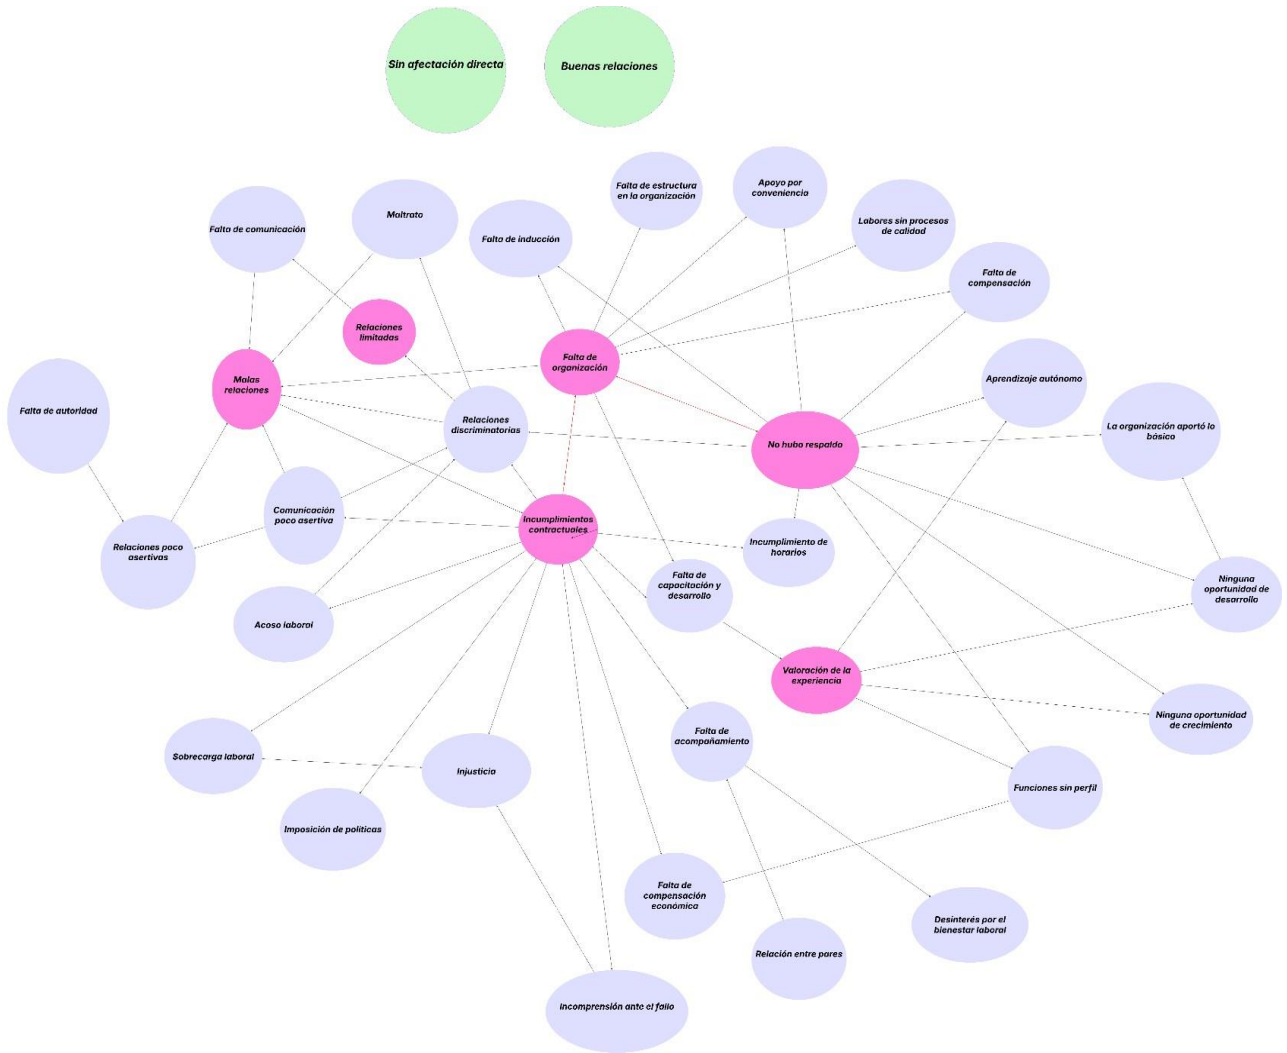 Sin afectación directa
Buenas relaciones
Falta de estructura
en la organización
Apoyo por
conveniencia
Falta de comunicación
Maltrato
Falta de inducción
Labores sin procesos
de calidad
Falta de
compensación
Relaciones
limitadas
Falta de
organización
Malas
relaciones
Aprendizaje autónomo
Falta de autoridad
Relaciones
discriminatorias
No hubo respaldo
La organización aportó lo
básico
Comunicación
poco asertiva
Incumplimientos
contractuales
Relaciones poco
asertivas
Incumplimiento de
horarios
Falta de
capacitación y
desarrollo
Ninguna
oportunidad de
desarrollo
Acoso laboral
Valoración de la
experiencia
Ninguna oportunidad
de crecimiento
Falta de
acompañamiento
Sobrecarga laboral
Injusticia
Funciones sin perfil
Imposición de políticas
Falta de
compensación
económica
Desinterés por el
bienestar laboral
Relación entre pares
Incomprensión ante el fallo